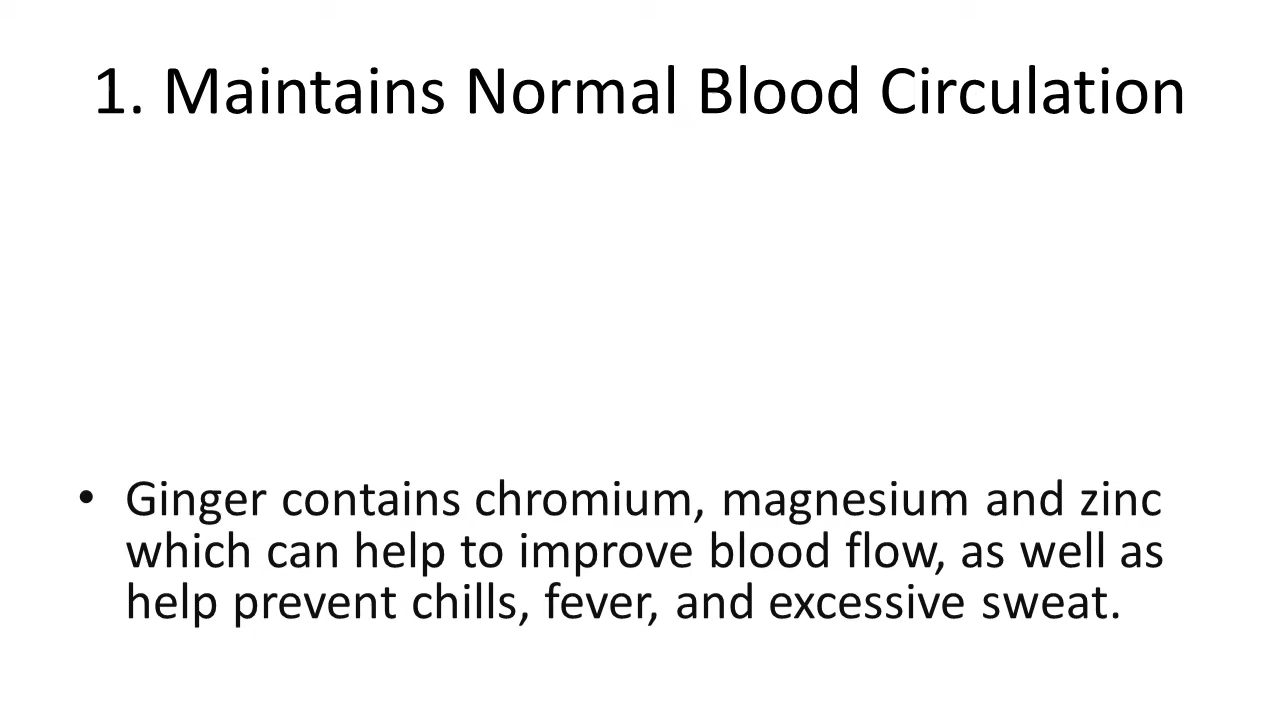 1. Maintains Normal Blood Circulation
• Ginger contains chromium, magnesium and zinc
which can help to improve blood flow, as well as
help prevent chills, fever, and excessive sweat.